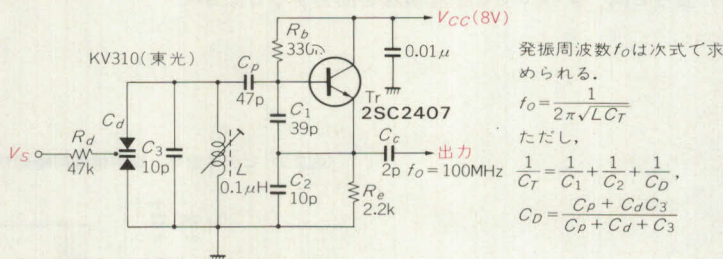 KV310(東光)
VS
Rd
47k
Cd
C3
10p
Cp
47p
L
0.1μH
Rb
330
C1
39p
C2
10p
Tr
2SC2407
VCC(8V)
0.01μ
Cc
2p
出力
fO=100MHz
Re
2.2k
発振周波数fOは次式で求
められる.
fO=1/2π√LCT
ただし,
1/CT=1/C1+1/C2+1/CD,
CD=Cp+CdC3/Cp+Cd+C3